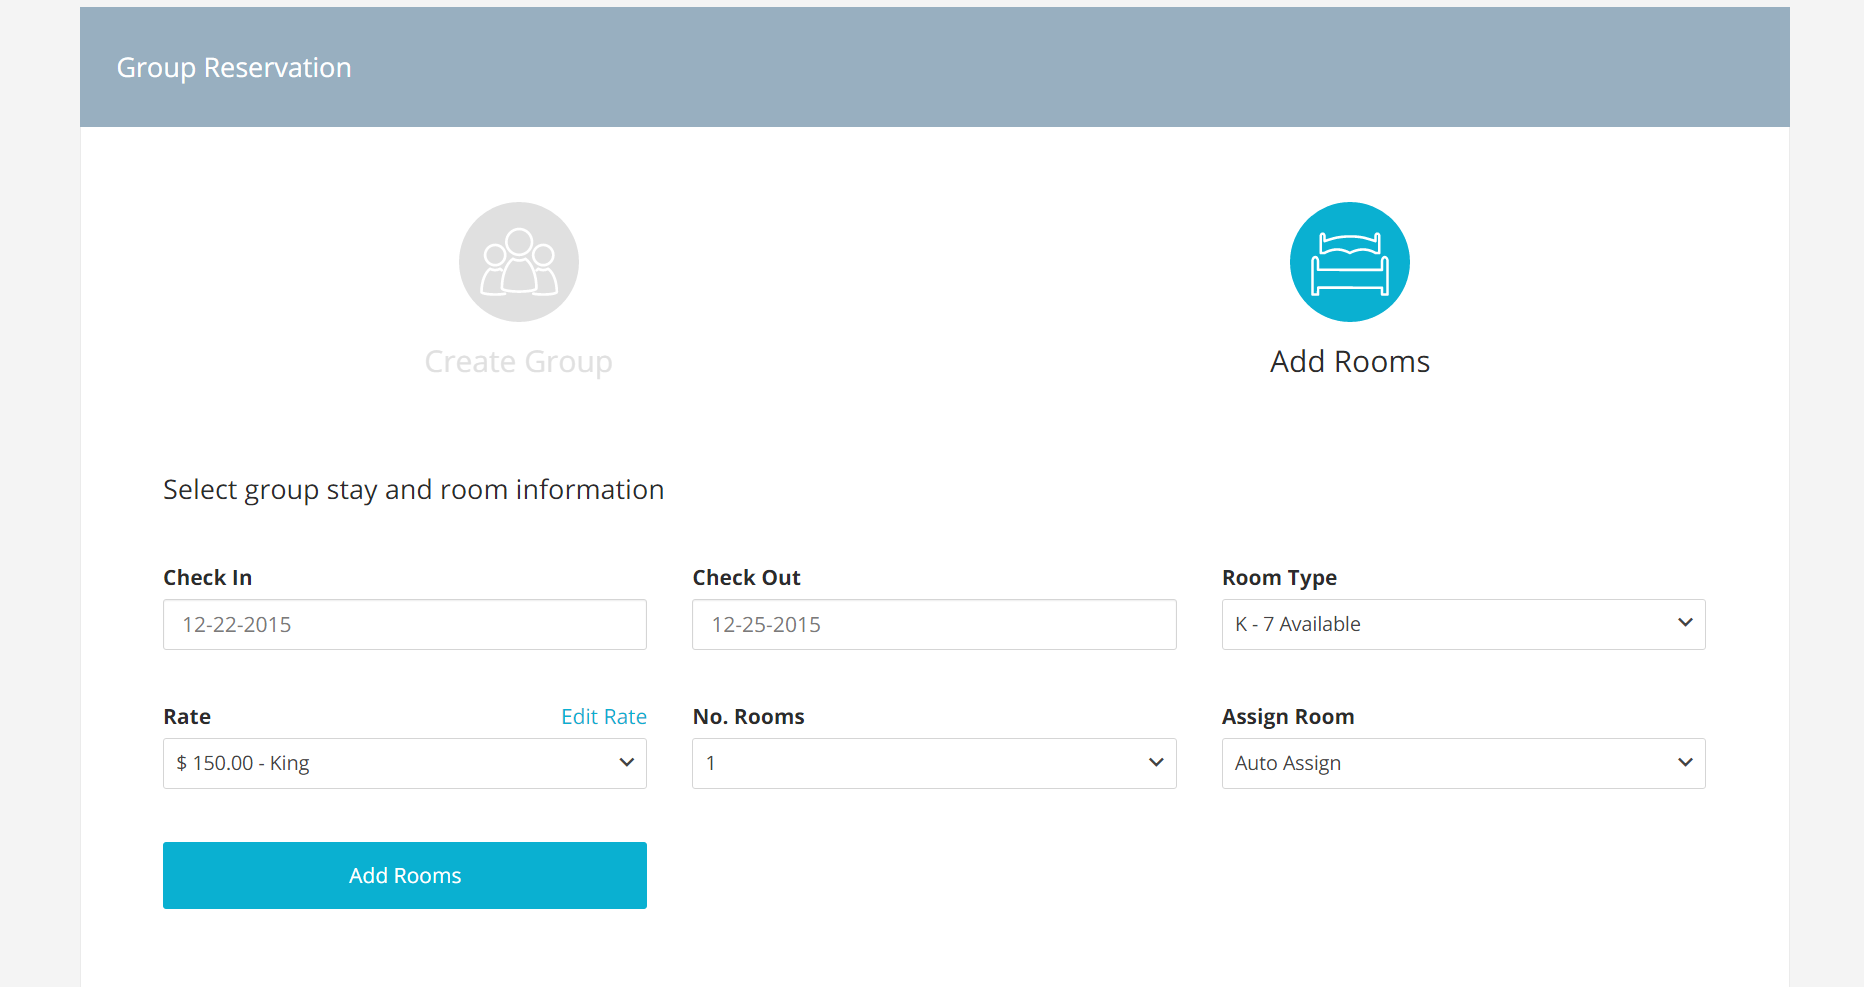 Group Reservation
Create Group
Add Rooms
Select group stay and room information
Check In
Check Out
Room Type
12-22-2015
12-25-2015
K - 7 Available
Rate
Edit Rate
No. Rooms
Assign Room
$ 150.00 - King
1
Auto Assign
Add Rooms